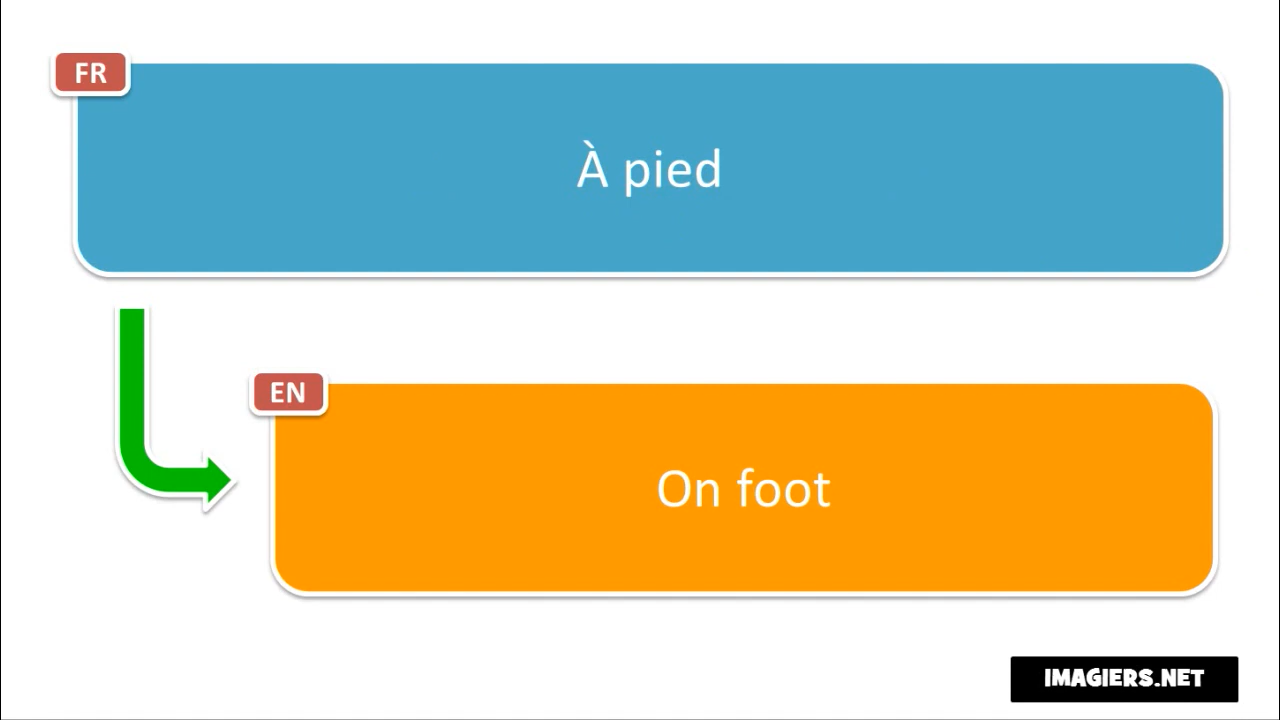 FR
À pied
EN
On foot
IMAGIERS.NET